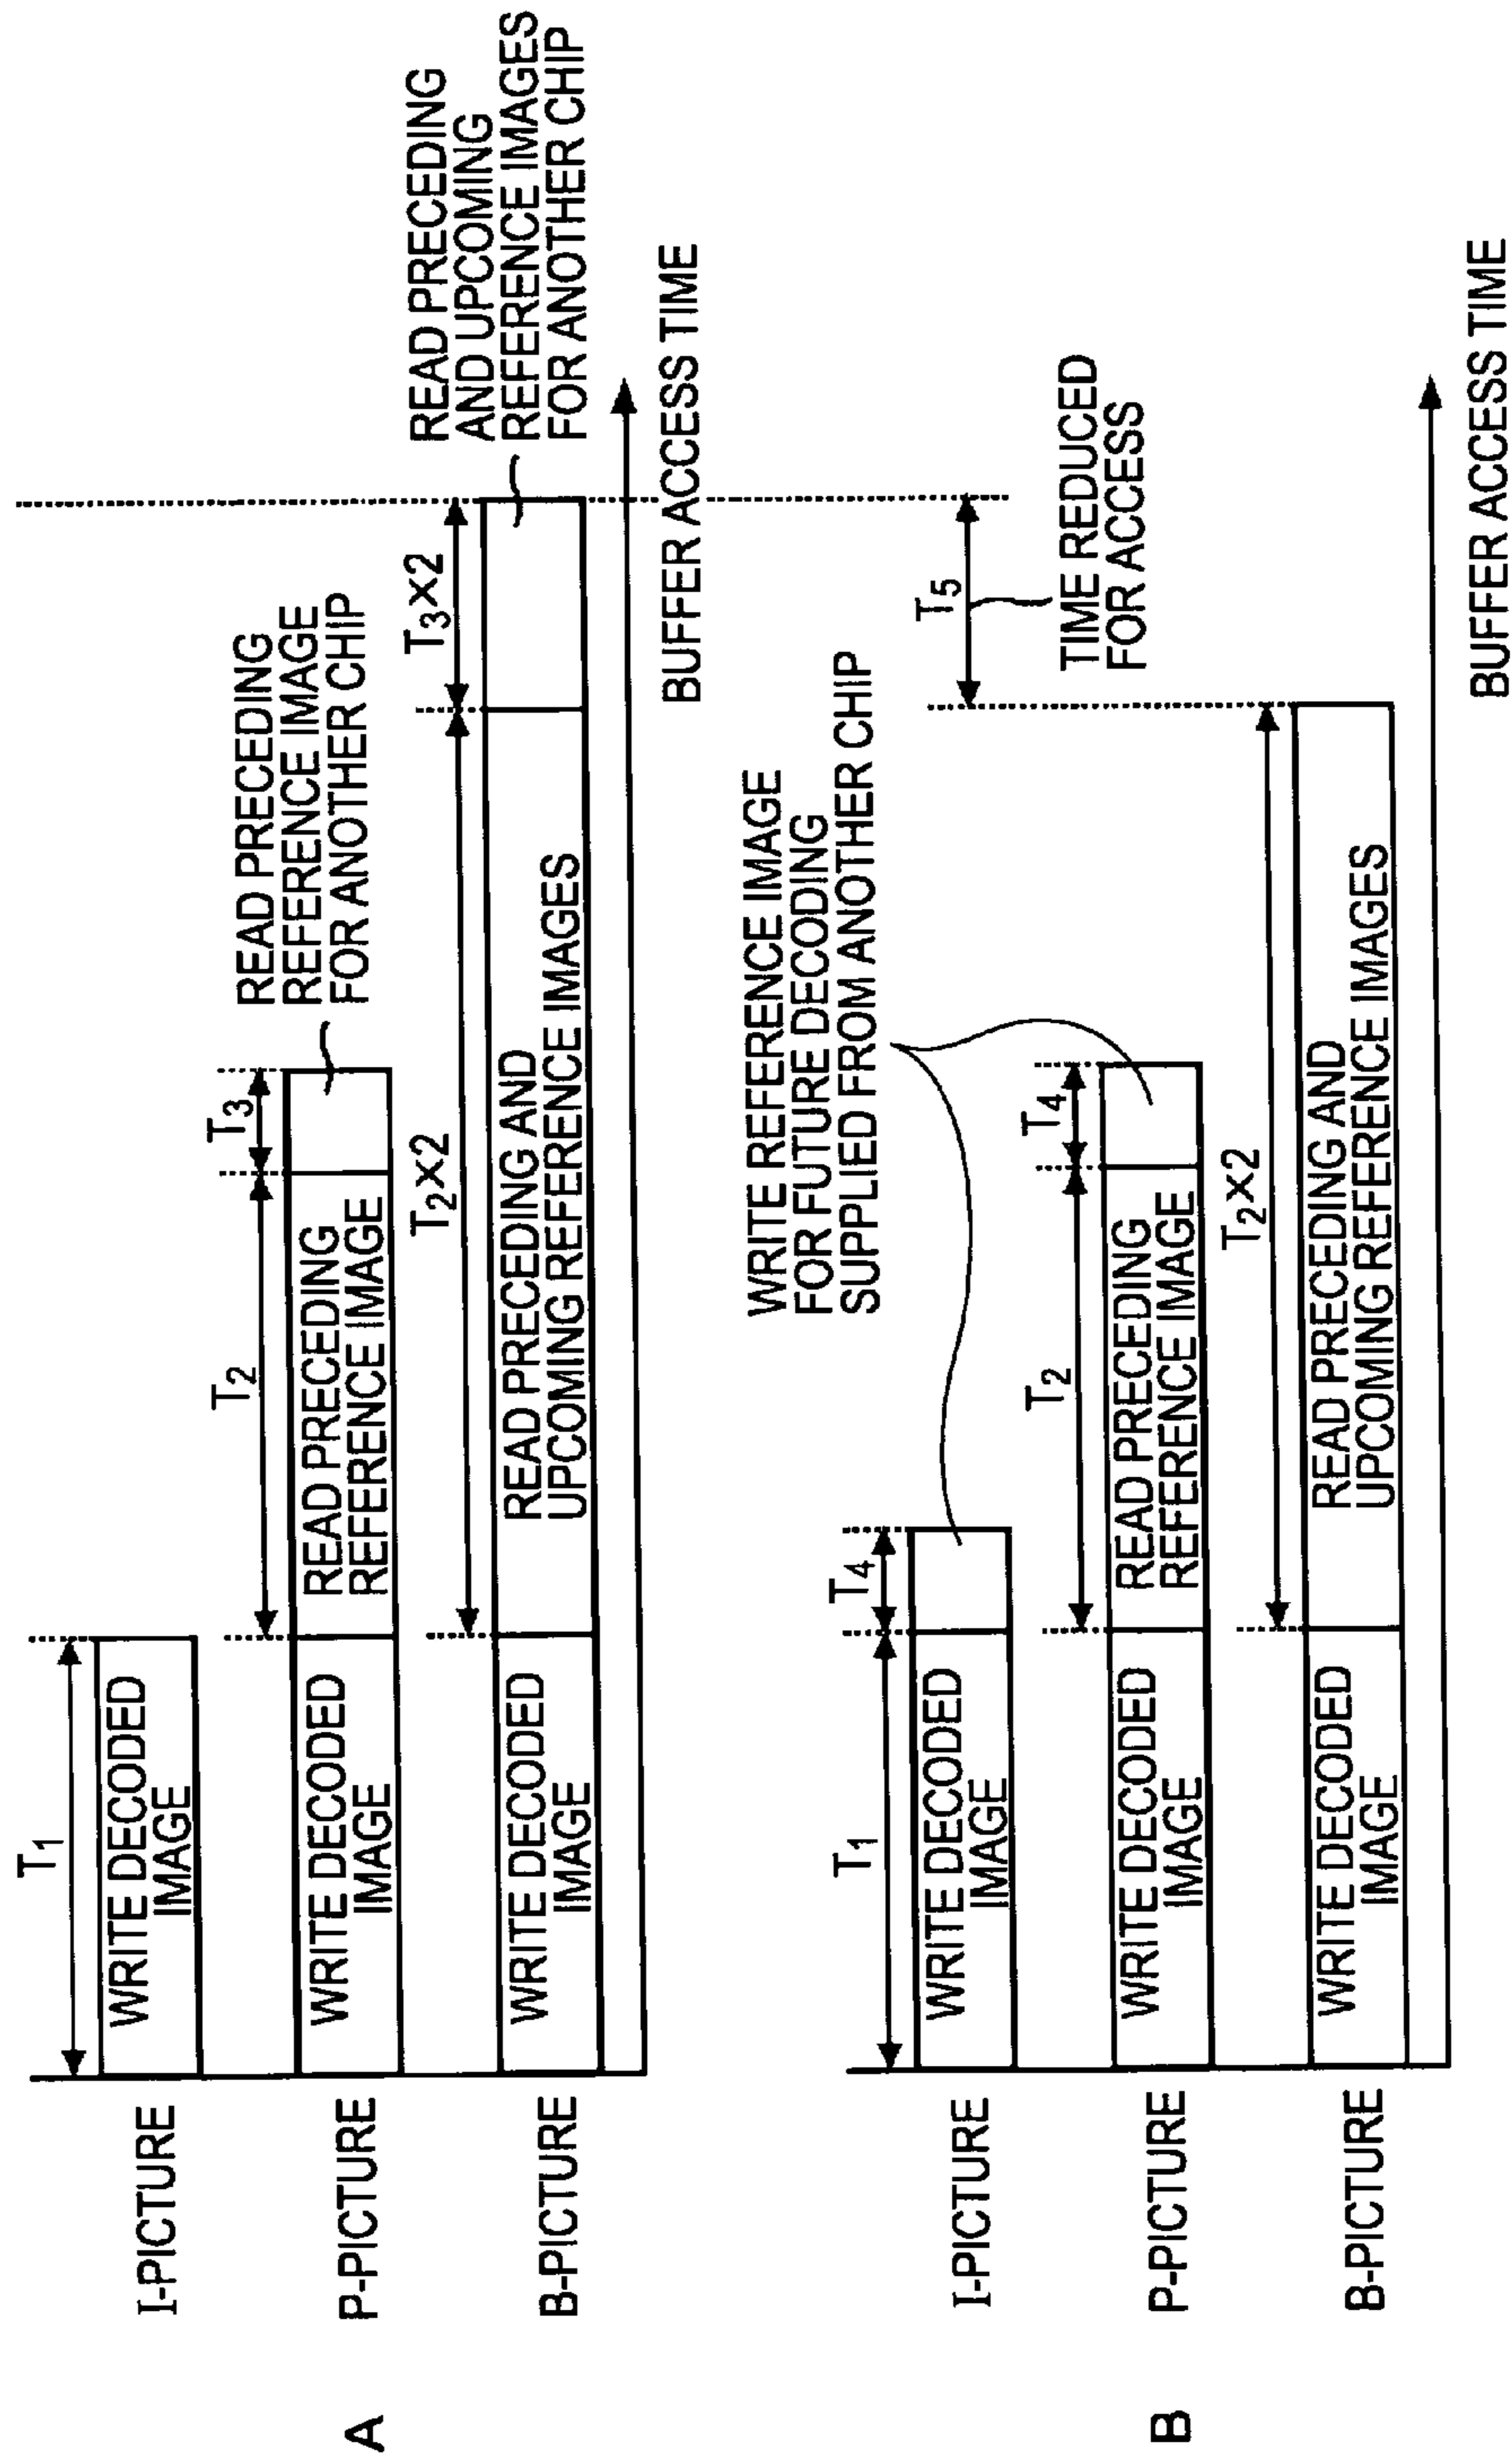 A
I-PICTURE
T1
WRITE DECODED
IMAGE
P-PICTURE
WRITE DECODED
IMAGE
T2
READ PRECEDING
REFERENCE IMAGE
T3
READ PRECEDING
REFERENCE IMAGE
FOR ANOTHER CHIP
B-PICTURE
WRITE DECODED
IMAGE
T2×2
READ PRECEDING AND
UPCOMING REFERENCE IMAGES
T3×2
READ PRECEDING
AND UPCOMING
REFERENCE IMAGES
FOR ANOTHER CHIP
BUFFER ACCESS TIME
B
I-PICTURE
T1
WRITE DECODED
IMAGE
T4
WRITE REFERENCE IMAGE
FOR FUTURE DECODING
SUPPLIED FROM ANOTHER CHIP
T5
TIME REDUCED
FOR ACCESS
P-PICTURE
WRITE DECODED
IMAGE
T2
READ PRECEDING
REFERENCE IMAGE
T4
B-PICTURE
WRITE DECODED
IMAGE
T2×2
READ PRECEDING AND
UPCOMING REFERENCE IMAGES
BUFFER ACCESS TIME